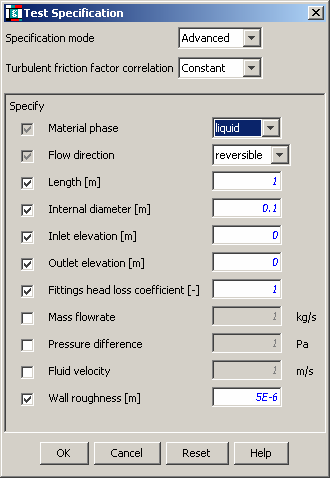 Test Specification
Specification mode Advanced
Turbulent friction factor correlation Constant
Specify
Material phase liquid
Flow direction reversible
Length [m] 1
Internal diameter [m] 0.1
Inlet elevation [m] 0
Outlet elevation [m] 0
Fittings head loss coefficient [-] 1
Mass flowrate 1 kg/s
Pressure difference 1 Pa
Fluid velocity 1 m/s
Wall roughness [m] 5E-6
OK Cancel Reset Help